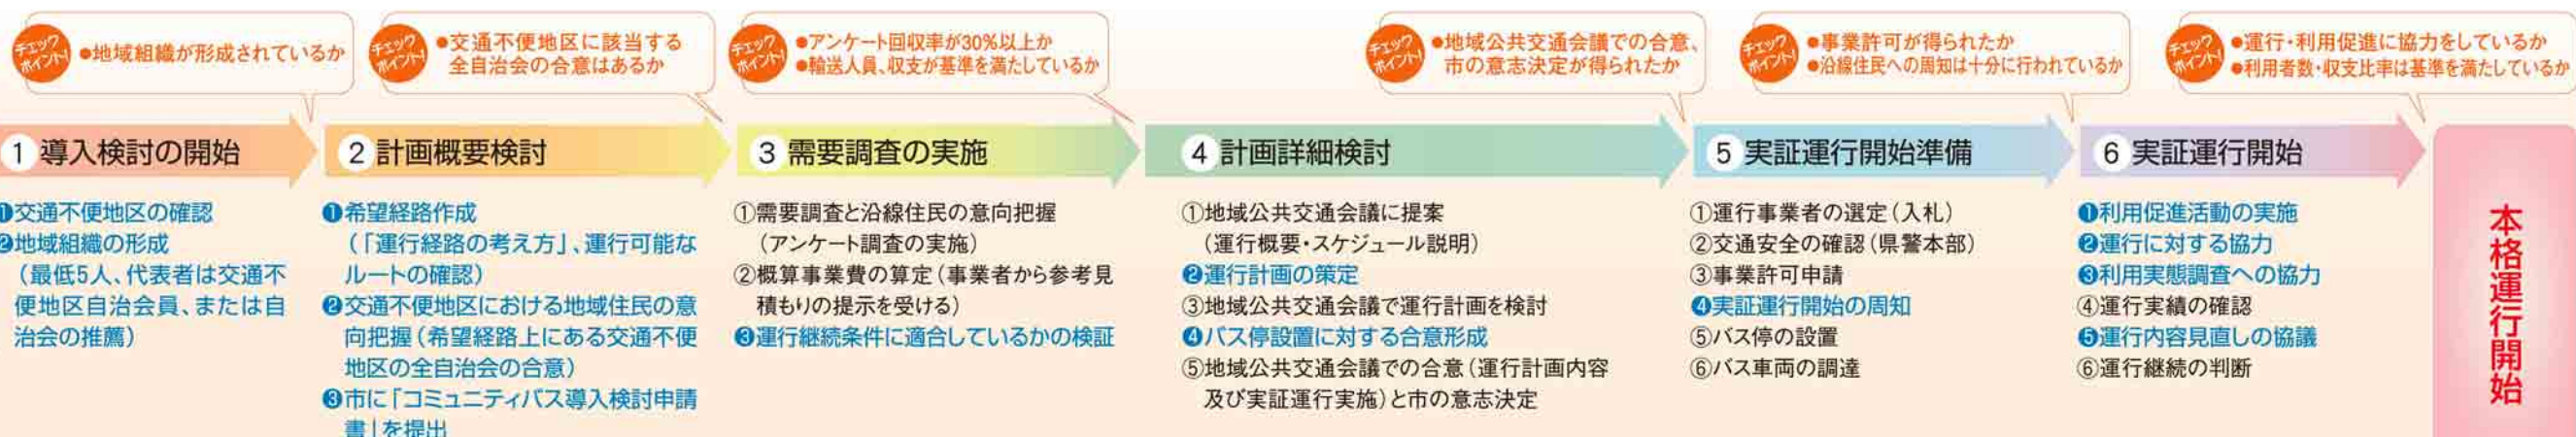 チェック
ポイント!
●地域組織が形成されているか
チェック
ポイント!
●交通不便地区に該当する
全自治会の合意はあるか
チェック
ポイント!
●アンケート回収率が30%以上か
●輸送人員、収支が基準を満たしているか
チェック
ポイント!
●地域公共交通会議での合意、
市の意志決定が得られたか
チェック
ポイント!
●事業許可が得られたか
●沿線住民への周知は十分に行われているか
チェック
ポイント!
●運行・利用促進に協力をしているか
●利用者数・収支比率は基準を満たしているか
1 導入検討の開始
❶交通不便地区の確認
❷地域組織の形成
(最低5人、代表者は交通不
便地区自治会員、または自
治会の推薦)
2 計画概要検討
❶希望経路作成
(「運行経路の考え方」、運行可能な
ルートの確認)
❷交通不便地区における地域住民の意
向把握(希望経路上にある交通不便
地区の全自治会の合意)
❸市に「コミュニティバス導入検討申請
書」を提出
3 需要調査の実施
①需要調査と沿線住民の意向把握
(アンケート調査の実施)
②概算事業費の算定(事業者から参考見
積もりの提示を受ける)
❸運行継続条件に適合しているかの検証
4 計画詳細検討
①地域公共交通会議に提案
(運行概要・スケジュール説明)
❷運行計画の策定
③地域公共交通会議で運行計画を検討
❹バス停設置に対する合意形成
⑤地域公共交通会議での合意(運行計画内容
及び実証運行実施)と市の意志決定
5 実証運行開始準備
①運行事業者の選定(入札)
②交通安全の確認(県警本部)
③事業許可申請
❹実証運行開始の周知
⑤バス停の設置
⑥バス車両の調達
6 実証運行開始
❶利用促進活動の実施
❷運行に対する協力
❸利用実態調査への協力
④運行実績の確認
❺運行内容見直しの協議
⑥運行継続の判断
本格運行開始